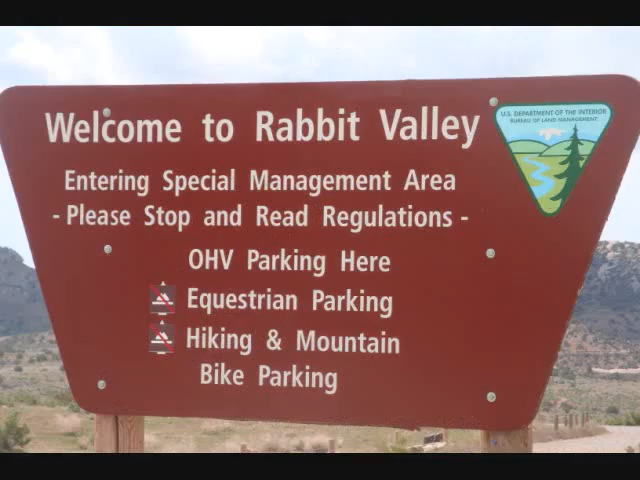 Welcome to Rabbit Valley
U.S. DEPARTMENT OF THE INTERIOR
BUREAU OF LAND MANAGEMENT
Entering Special Management Area
- Please Stop and Read Regulations -
OHV Parking Here
Equestrian Parking
Hiking & Mountain
Bike Parking